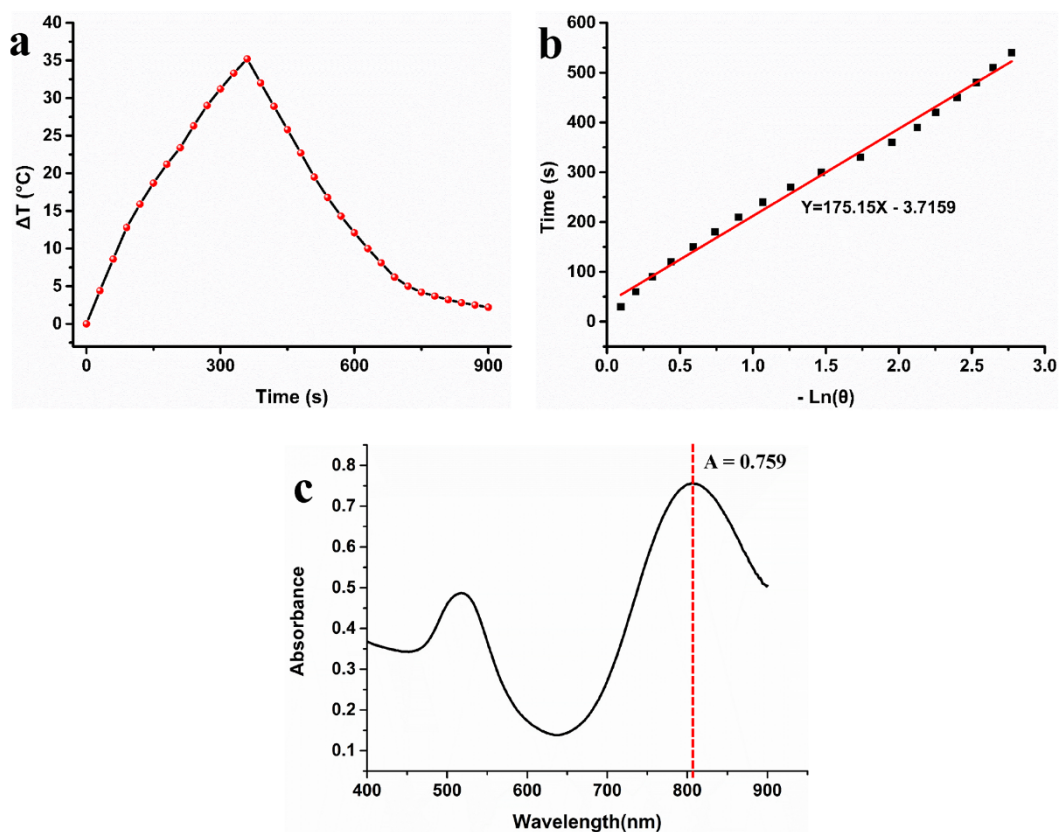 a
40
35
30
25
20
15
10
5
0
ΔT (°C)
0 300 600 900
Time (s)
b
600
500
400
300
200
100
0
Time (s)
Y=175.15X - 3.7159
0.0 0.5 1.0 1.5 2.0 2.5 3.0
- Ln(θ)
c
A = 0.759
0.8
0.7
0.6
0.5
0.4
0.3
0.2
0.1
Absorbance
400 500 600 700 800 900
Wavelength(nm)